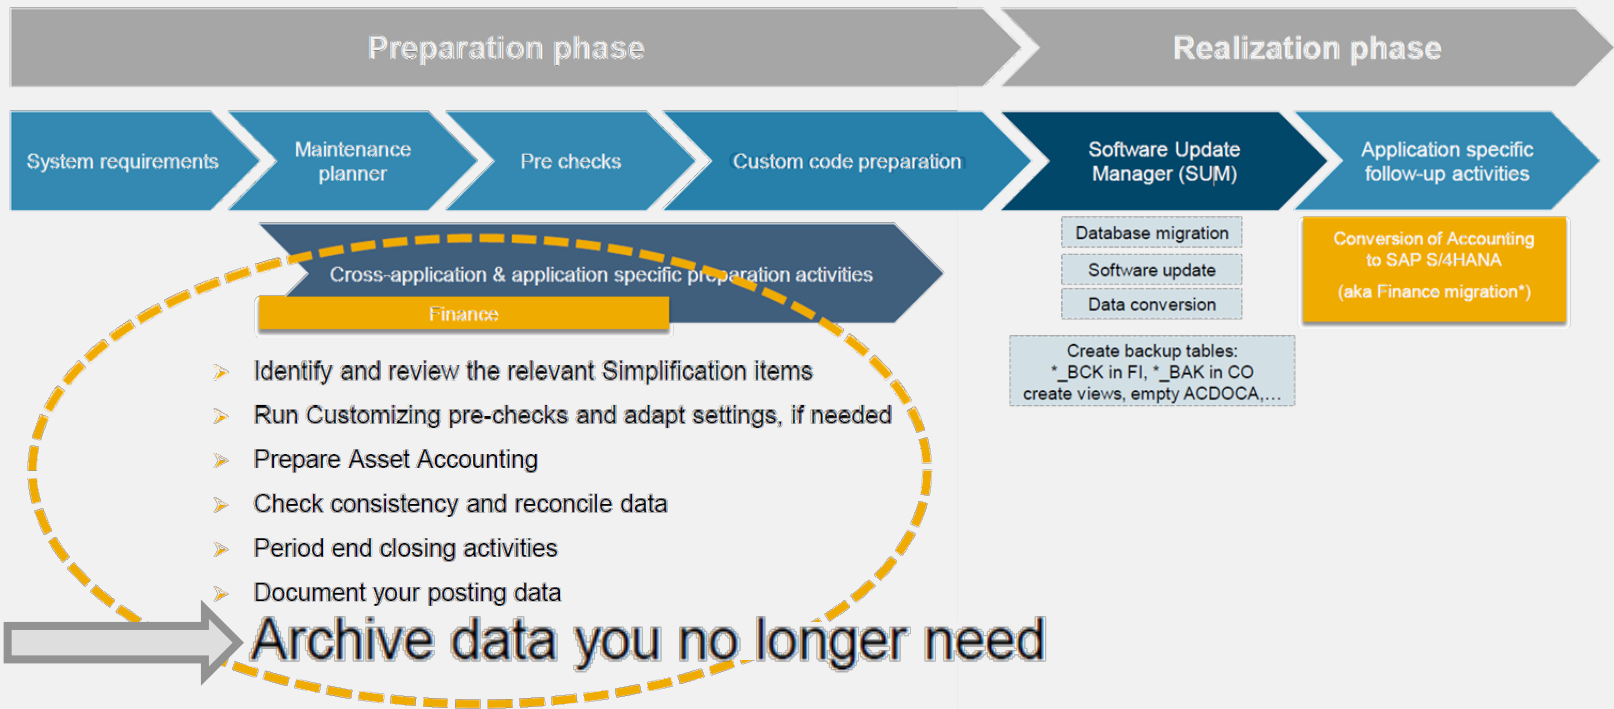 Preparation phase
Realization phase
System requirements
Maintenance
planner
Pre checks
Custom code preparation
Software Update
Manager (SUM)
Application specific
follow-up activities
Cross-application & application specific preparation activities
Finance
Identify and review the relevant Simplification items
Run Customizing pre-checks and adapt settings, if needed
Prepare Asset Accounting
Check consistency and reconcile data
Period end closing activities
Document your posting data
Archive data you no longer need
Database migration
Software update
Data conversion
Create backup tables:
*_BCK in FI, *_BAK in CO
create views, empty ACDOCA,...
Conversion of Accounting
to SAP S/4HANA
(aka Finance migration*)